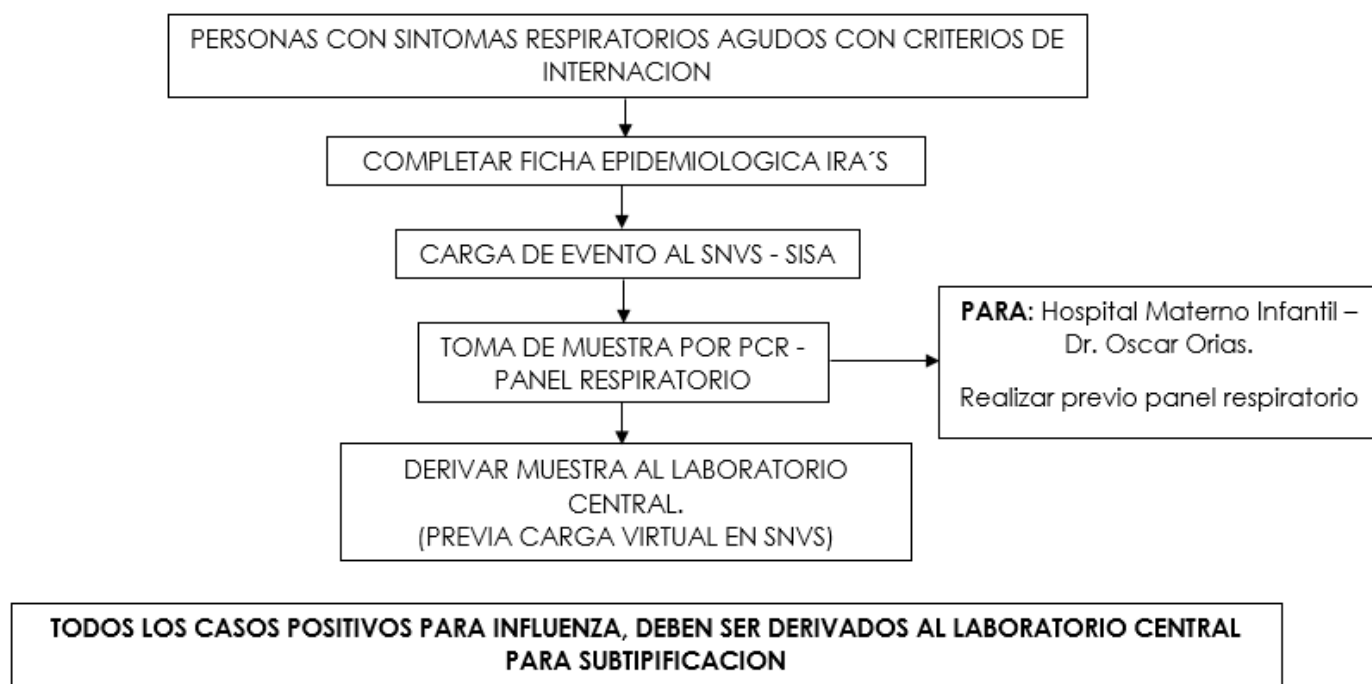 PERSONAS CON SINTOMAS RESPIRATORIOS AGUDOS CON CRITERIOS DE
INTERNACION
COMPLETAR FICHA EPIDEMIOLOGICA IRA´S
CARGA DE EVENTO AL SNVS - SISA
TOMA DE MUESTRA POR PCR -
PANEL RESPIRATORIO
PARA: Hospital Materno Infantil –
Dr. Oscar Orias.
Realizar previo panel respiratorio
DERIVAR MUESTRA AL LABORATORIO
CENTRAL.
(PREVIA CARGA VIRTUAL EN SNVS)
TODOS LOS CASOS POSITIVOS PARA INFLUENZA, DEBEN SER DERIVADOS AL LABORATORIO CENTRAL
PARA SUBTIPIFICACION